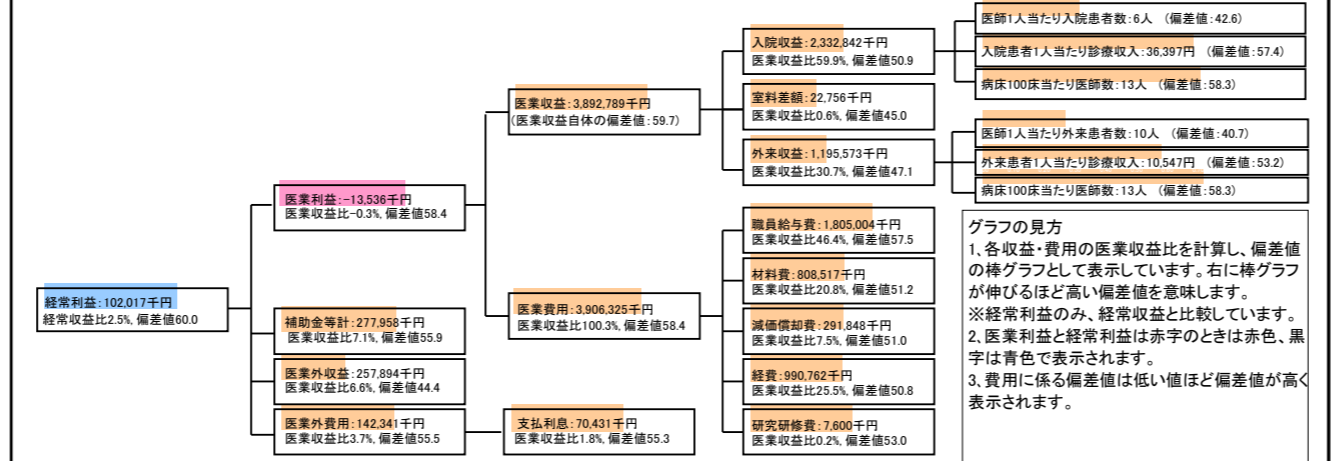 経常利益:102,017千円
経常収益比2.5%, 偏差値60.0
医業利益:-13,536千円
医業収益比-0.3%, 偏差値58.4
補助金等計:277,958千円
医業収益比7.1%, 偏差値55.9
医業外収益:257,894千円
医業収益比6.6%, 偏差値44.4
医業外費用:142,341千円
医業収益比3.7%, 偏差値55.5
支払利息:70,431千円
医業収益比1.8%, 偏差値55.3
医業収益:3,892,789千円
(医業収益自体の偏差値:59.7)
医業費用:3,906,325千円
医業収益比100.3%, 偏差値58.4
入院収益:2,332,842千円
医業収益比59.9%, 偏差値50.9
室料差額:22,756千円
医業収益比0.6%, 偏差値45.0
外来収益:1,195,573千円
医業収益比30.7%, 偏差値47.1
職員給与費:1,805,004千円
医業収益比46.4%, 偏差値57.5
材料費:808,517千円
医業収益比20.8%, 偏差値51.2
減価償却費:291,848千円
医業収益比7.5%, 偏差値51.0
経費:990,762千円
医業収益比25.5%, 偏差値50.8
研究研修費:7,600千円
医業収益比0.2%, 偏差値53.0
医師1人当たり入院患者数:6人 (偏差値:42.6)
入院患者1人当たり診療収入:36,397円 (偏差値:57.4)
病床100床当たり医師数:13人 (偏差値:58.3)
医師1人当たり外来患者数:10人 (偏差値:40.7)
外来患者1人当たり診療収入:10,547円 (偏差値:53.2)
病床100床当たり医師数:13人 (偏差値:58.3)
グラフの見方
1、各収益・費用の医業収益比を計算し、偏差値
の棒グラフとして表示しています。右に棒グラフ
が伸びるほど高い偏差値を意味します。
※経常利益のみ、経常収益と比較しています。
2、医業利益と経常利益は赤字のときは赤色、黒
字は青色で表示されます。
3、費用に係る偏差値は低い値ほど偏差値が高く
表示されます。